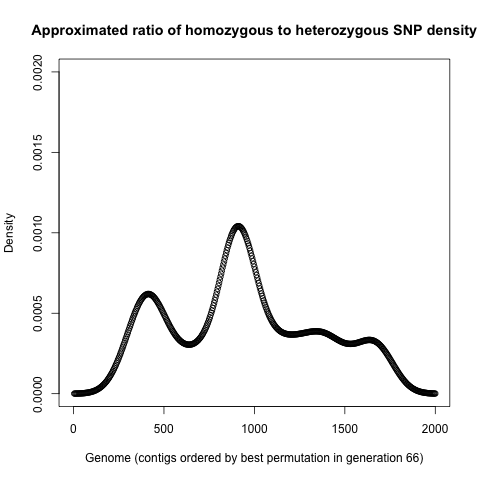 Approximated ratio of homozygous to heterozygous SNP density
0.0020
0.0015
0.0010
0.0005
0.0000
Density
0 500 1000 1500 2000
Genome (contigs ordered by best permutation in generation 66)